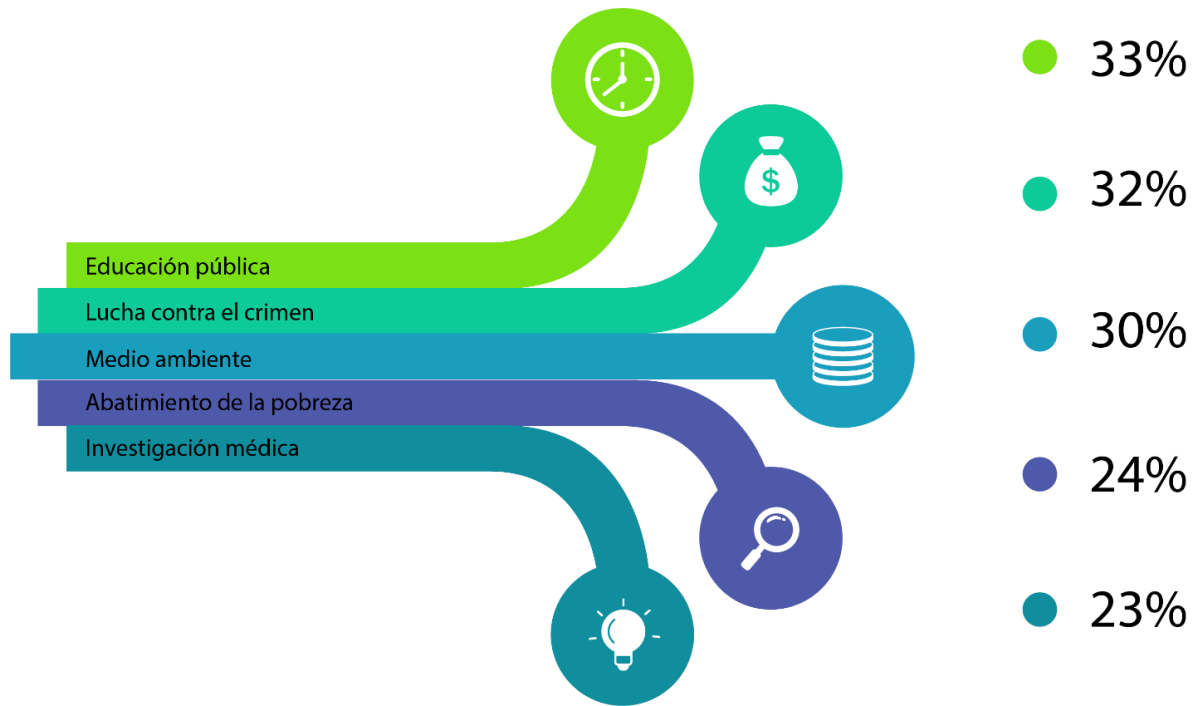 33%
$
32%
Educación pública
Lucha contra el crimen
30%
Medio ambiente
Abatimiento de la pobreza
Investigación médica
24%
23%